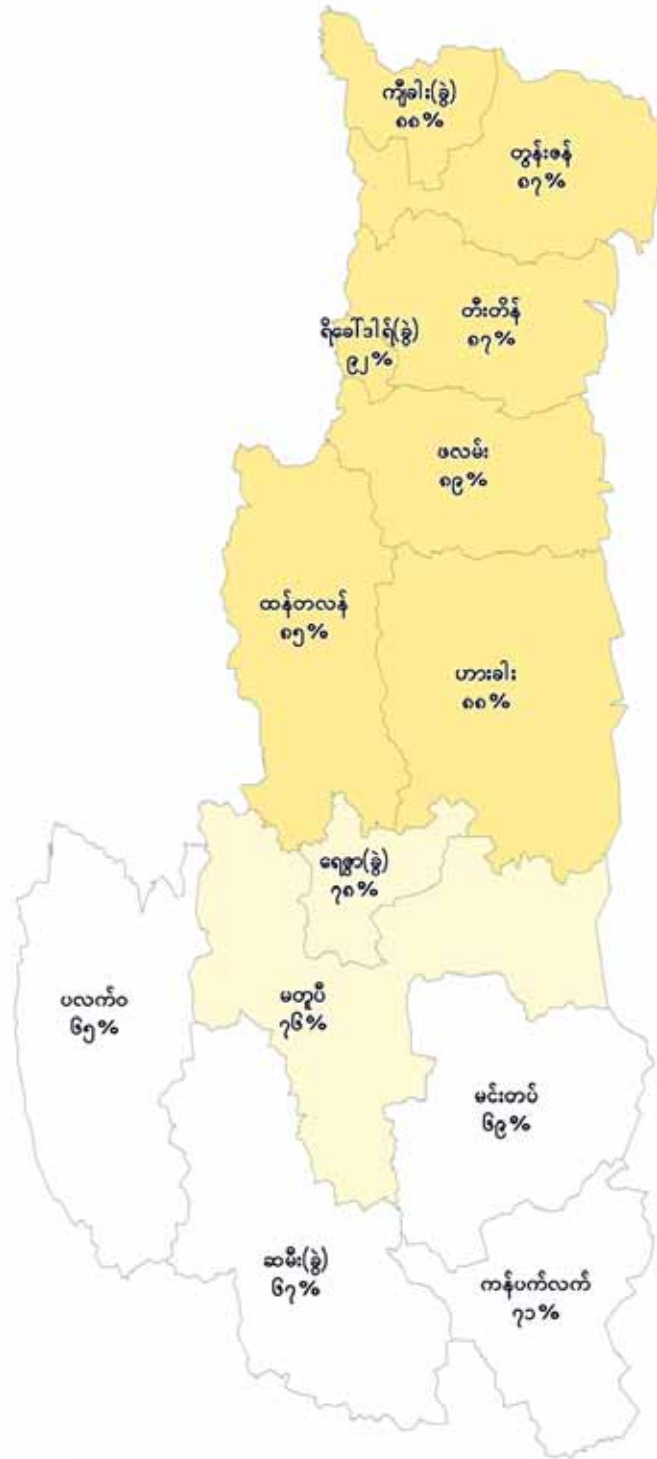 ကျီခါး(ခွဲ)
၈၈%
တွန်းဇန်
၈၇%
တီးတိန်
၈၇%
ရိခေါ်ဒါရ်(ခွဲ)
၉၂%
ဖလမ်း
၈၉%
ထန်တလန်
၈၅%
ဟားခါး
၈၈%
ရေဇွာ(ခွဲ)
၇၈%
ပလက်ဝ
၆၅%
မတူပီ
၇၆%
မင်းတပ်
၆၉%
ဆမီး(ခွဲ)
၆၇%
ကန်ပက်လက်
၇၁%